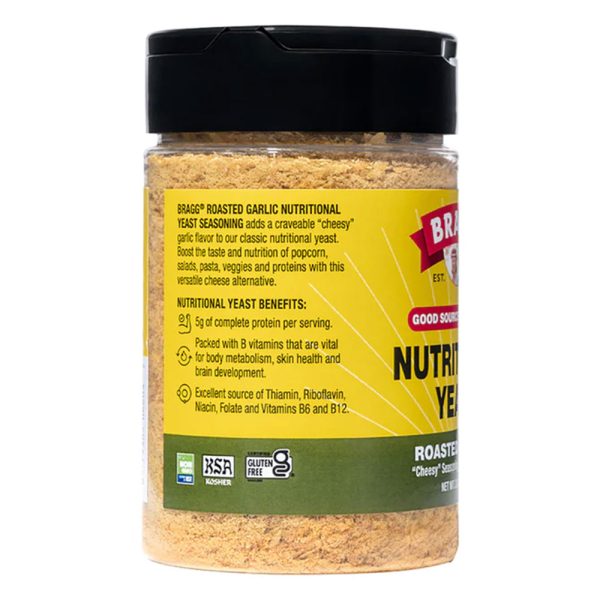 BRAGG® ROASTED GARLIC NUTRITIONAL
YEAST SEASONING adds a craveable “cheesy”
garlic flavor to our classic nutritional yeast.
Boost the taste and nutrition of popcorn,
salads, pasta, veggies and proteins with this
versatile cheese alternative.
NUTRITIONAL YEAST BENEFITS:
5g of complete protein per serving.
Packed with B vitamins that are vital
for body metabolism, skin health and
brain development.
Excellent source of Thiamin, Riboflavin,
Niacin, Folate and Vitamins B6 and B12.
KSA
KOSHER
CERTIFIED
GLUTEN
FREE
BRA
EST.
GOOD SOURC
NUTRIT
YEA
ROASTED
“Cheesy” Seas
NET W